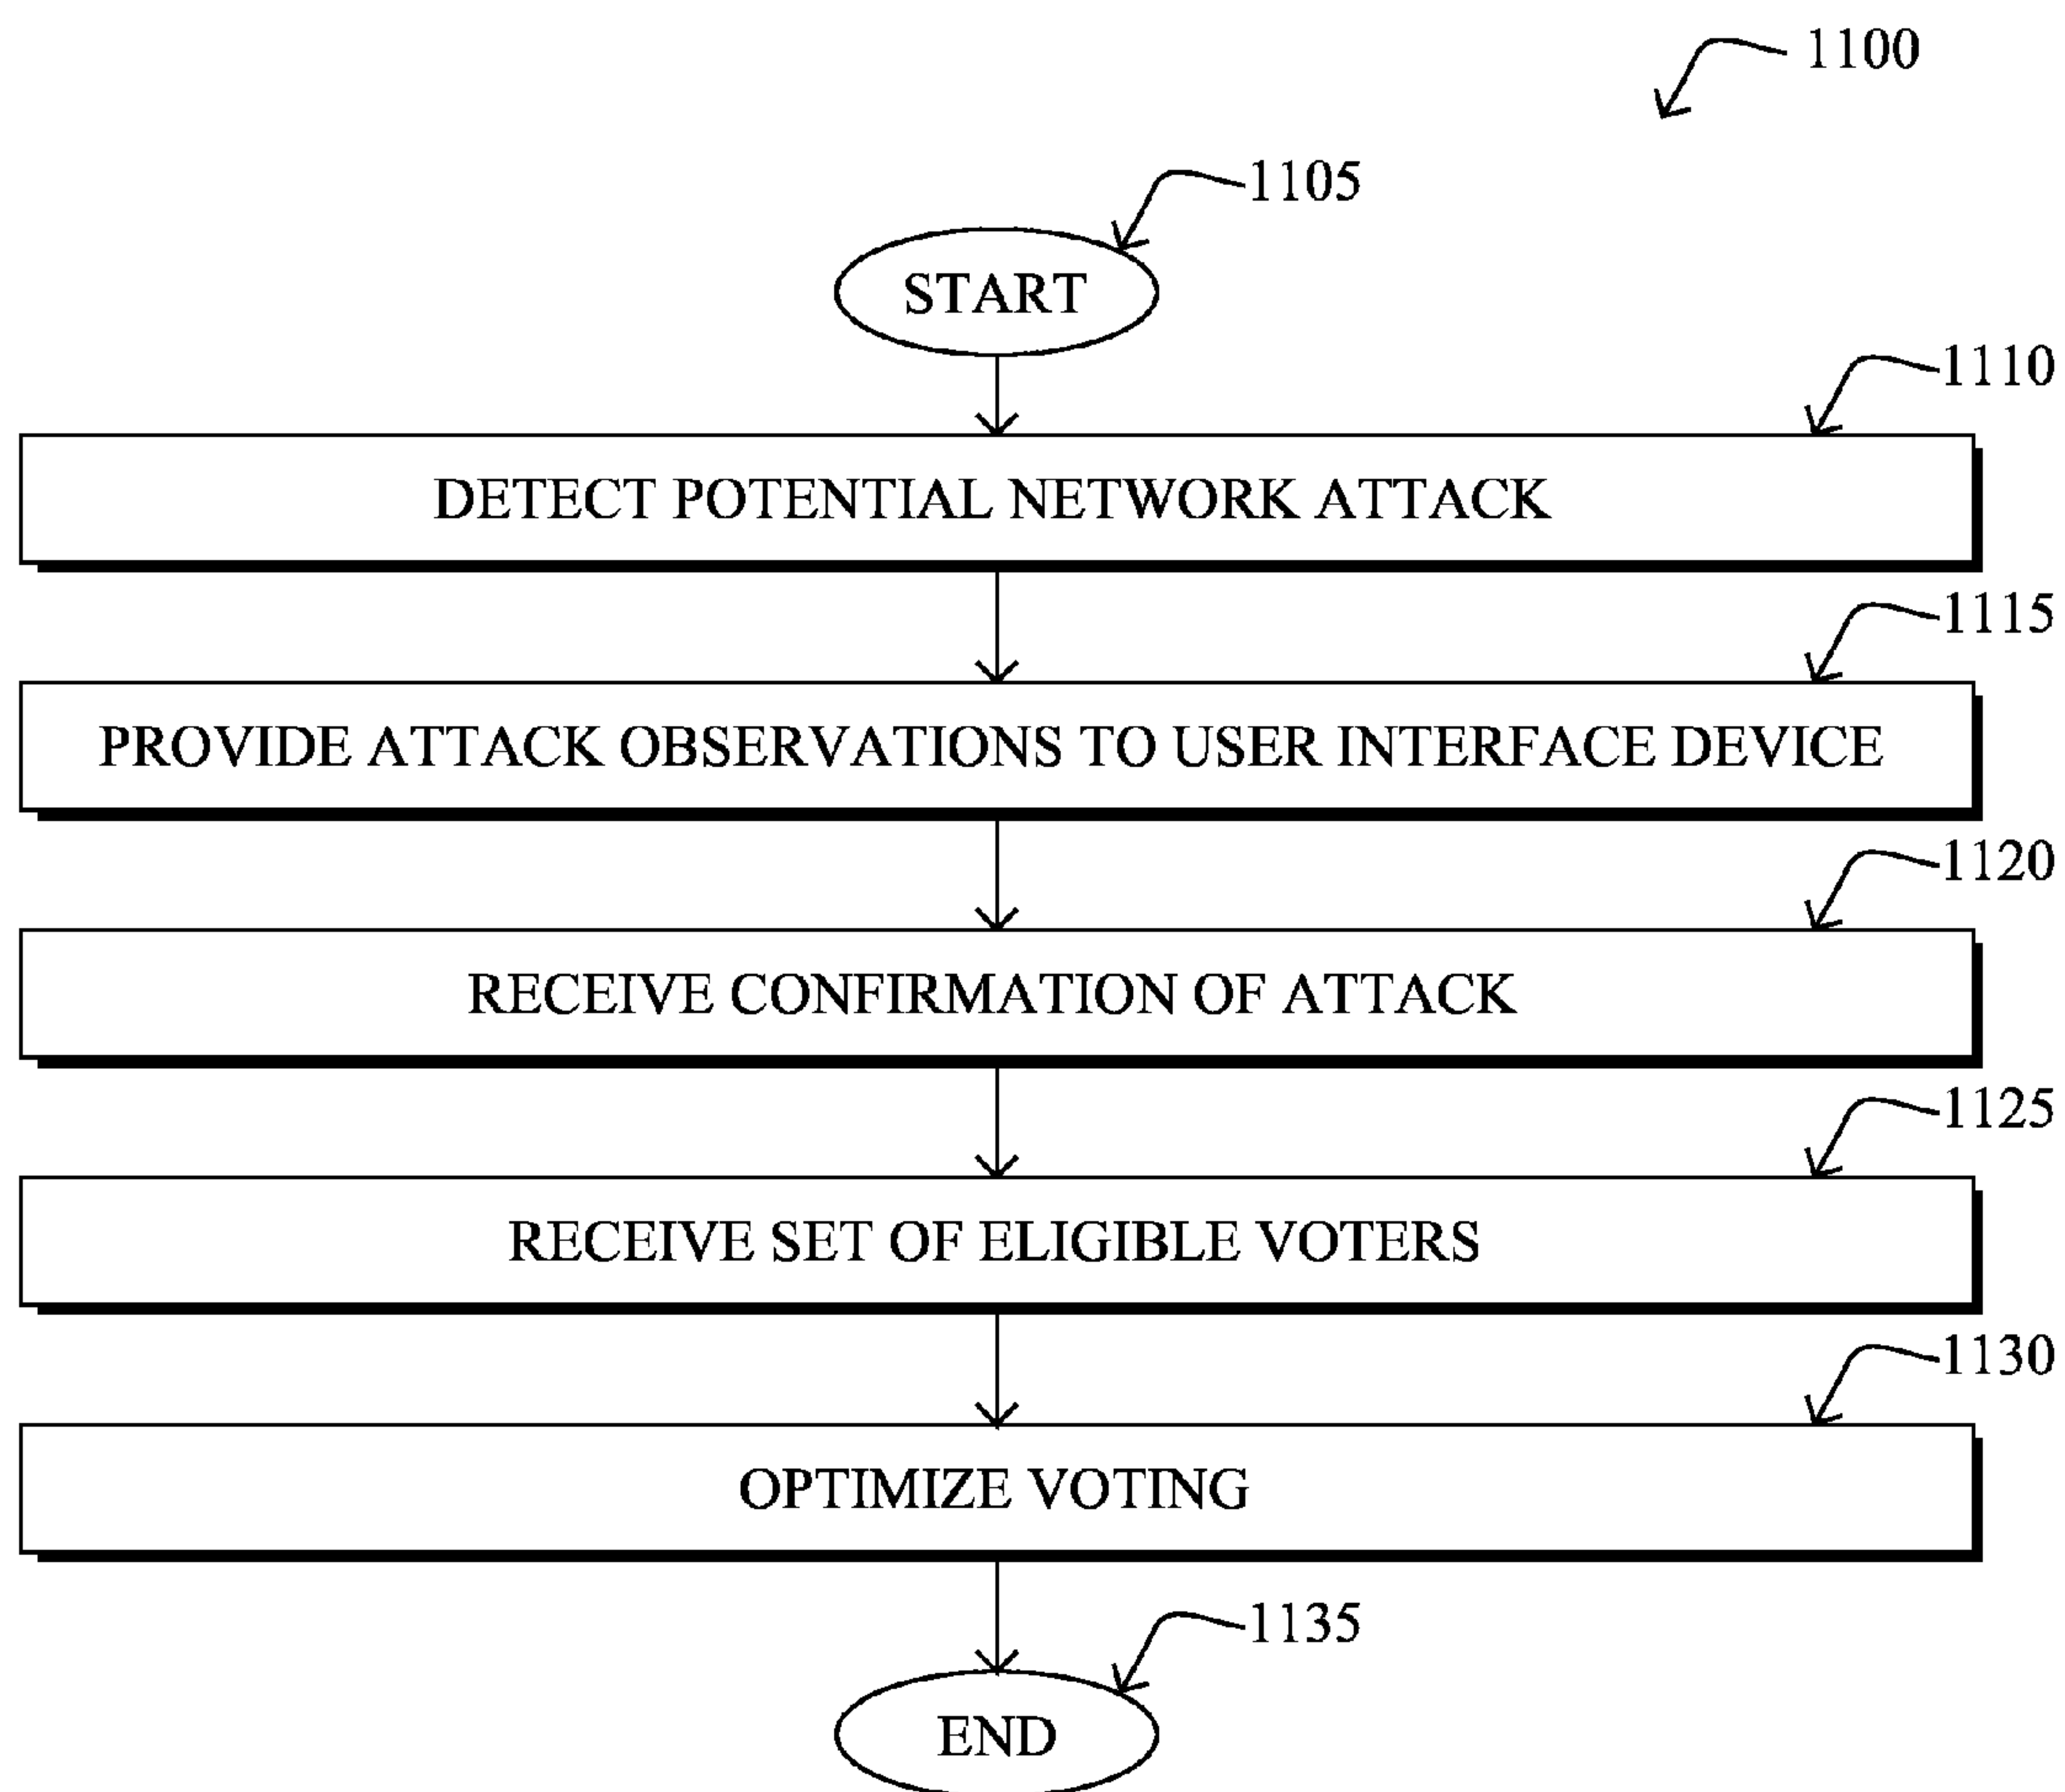 1100
1105
START
1110
DETECT POTENTIAL NETWORK ATTACK
1115
PROVIDE ATTACK OBSERVATIONS TO USER INTERFACE DEVICE
1120
RECEIVE CONFIRMATION OF ATTACK
1125
RECEIVE SET OF ELIGIBLE VOTERS
1130
OPTIMIZE VOTING
1135
END